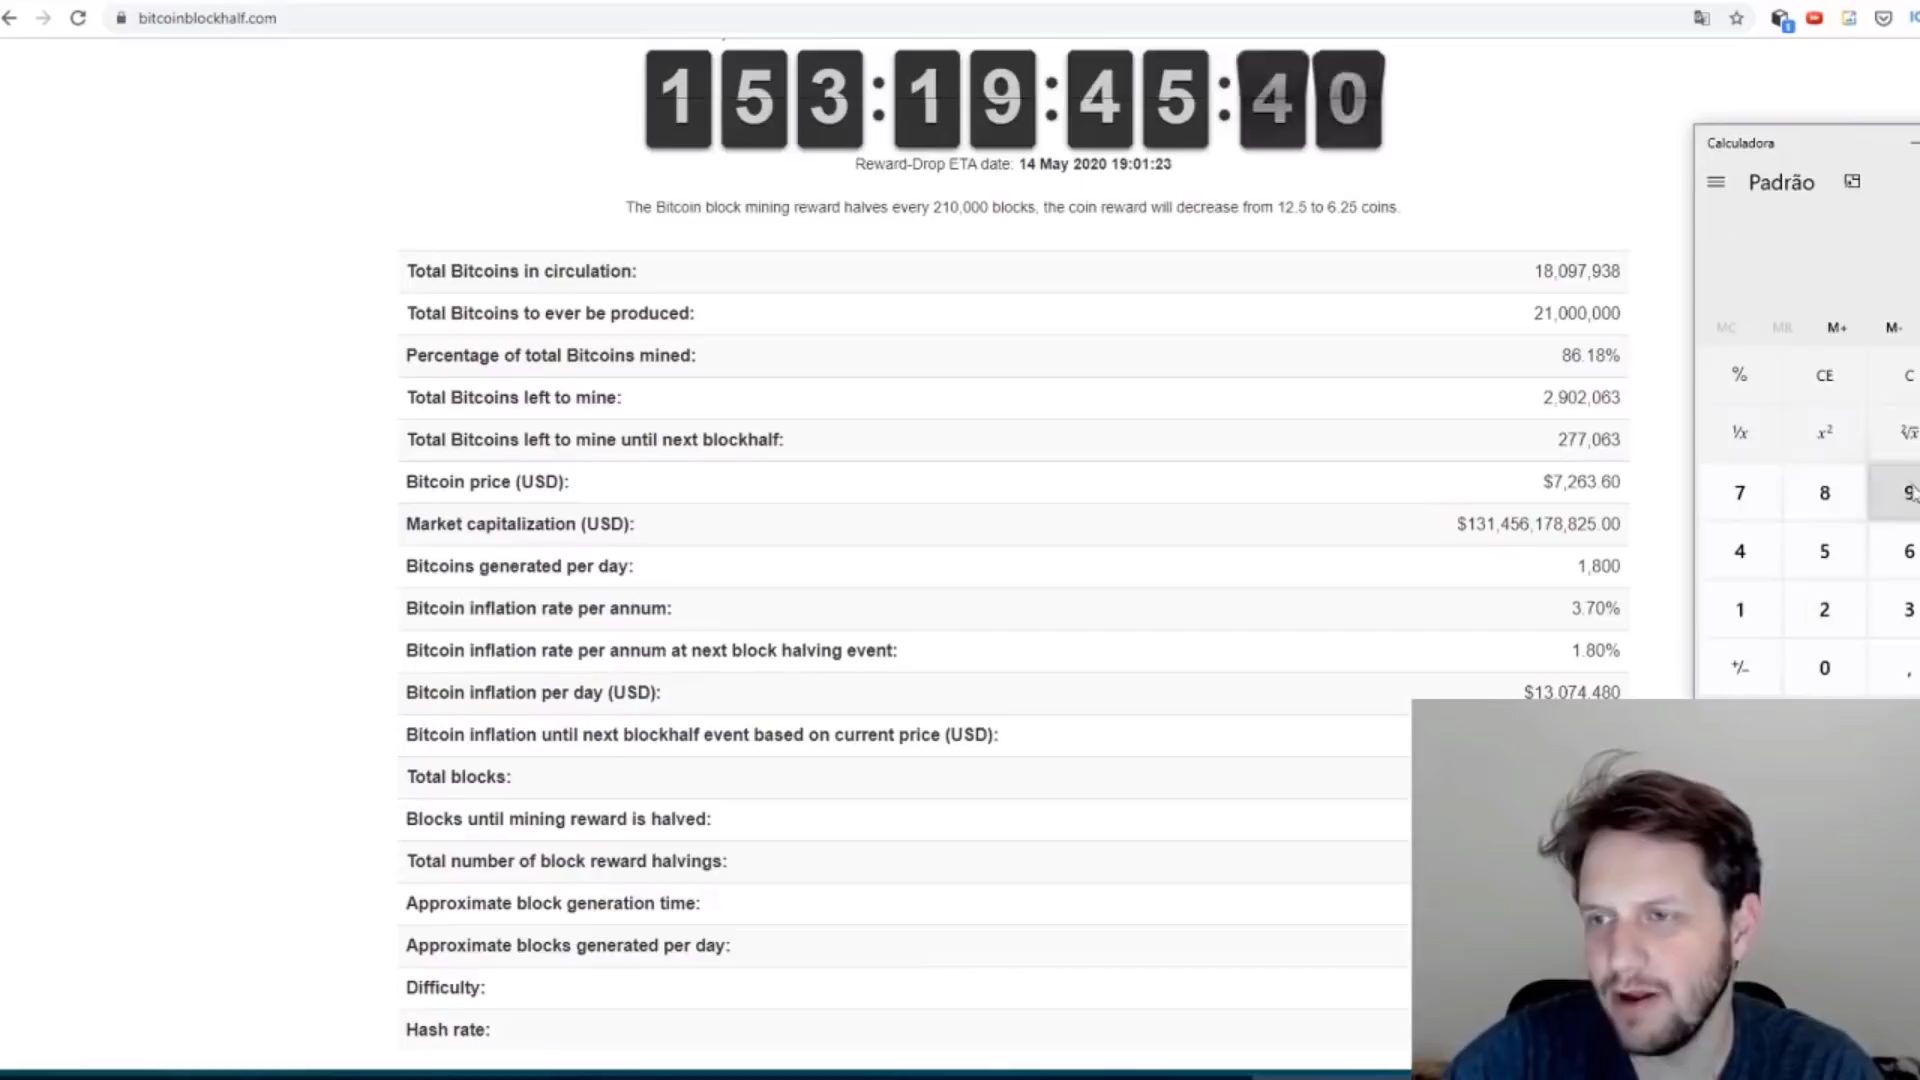 bitcoinblockhalf.com
153:19:45:40
Reward-Drop ETA date: 14 May 2020 19:01:23
The Bitcoin block mining reward halves every 210,000 blocks, the coin reward will decrease from 12.5 to 6.25 coins.
Total Bitcoins in circulation: 18,097,938
Total Bitcoins to ever be produced: 21,000,000
Percentage of total Bitcoins mined: 86.18%
Total Bitcoins left to mine: 2,902,063
Total Bitcoins left to mine until next blockhalf: 277,063
Bitcoin price (USD): $7,263.60
Market capitalization (USD): $131,456,178,825.00
Bitcoins generated per day: 1,800
Bitcoin inflation rate per annum: 3.70%
Bitcoin inflation rate per annum at next block halving event: 1.80%
Bitcoin inflation per day (USD): $13,074,480
Bitcoin inflation until next blockhalf event based on current price (USD):
Total blocks:
Blocks until mining reward is halved:
Total number of block reward halvings:
Approximate block generation time:
Approximate blocks generated per day:
Difficulty:
Hash rate:
Calculadora
Padrão
MC MR M+ M-
% CE C
¹/x x² ²√x
7 8 9
4 5 6
1 2 3
+/- 0 ,